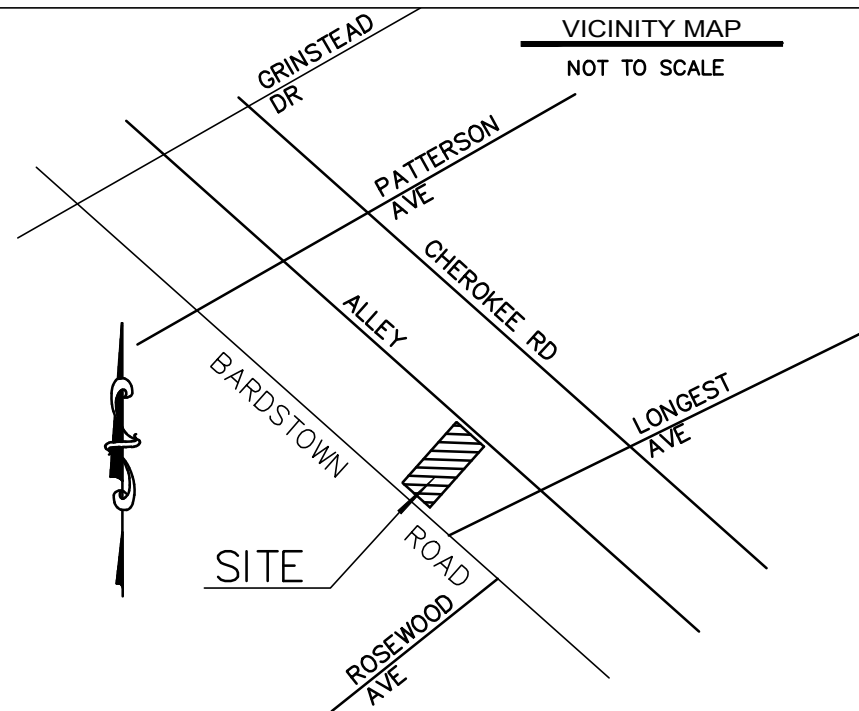 VICINITY MAP
NOT TO SCALE
GRINSTEAD
DR
PATTERSON
AVE
CHEROKEE RD
ALLEY
BARDSTOWN
ROAD
LONGEST
AVE
SITE
ROSEWOOD
AVE